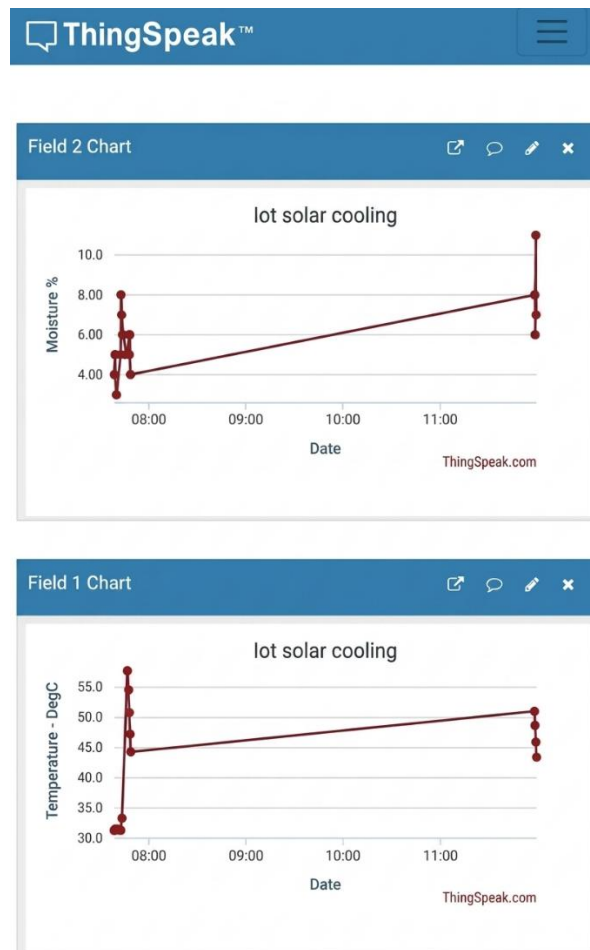 ThingSpeak™
Field 2 Chart
Iot solar cooling
Moisture %
10.0
8.00
6.00
4.00
08:00 09:00 10:00 11:00
Date
ThingSpeak.com
Field 1 Chart
Iot solar cooling
Temperature - DegC
55.0
50.0
45.0
40.0
35.0
30.0
08:00 09:00 10:00 11:00
Date
ThingSpeak.com